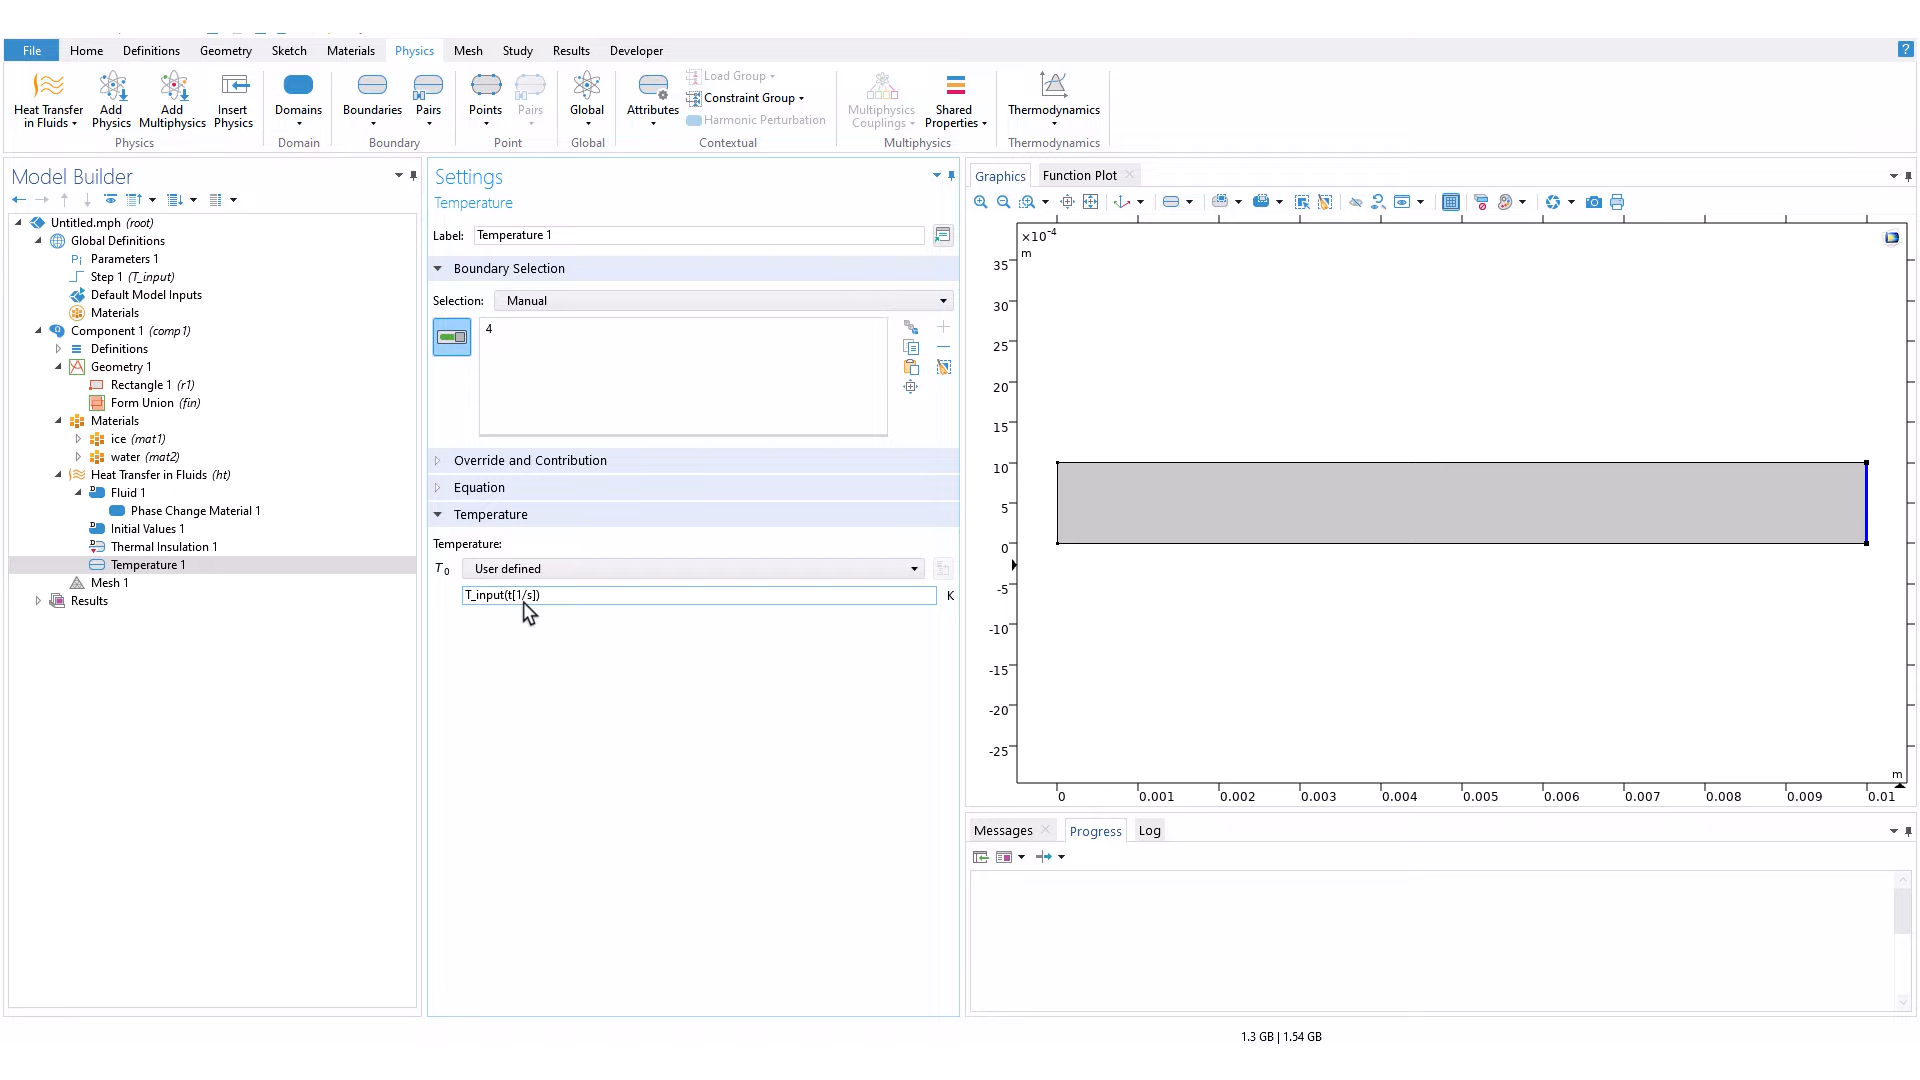 File Home Definitions Geometry Sketch Materials Physics Mesh Study Results Developer ?
Heat Transfer in Fluids
Add Physics
Add Multiphysics
Insert Physics
Domains
Boundaries
Pairs
Points
Pairs
Global
Attributes
Load Group
Constraint Group
Harmonic Perturbation
Multiphysics Couplings
Shared Properties
Thermodynamics
Physics Domain Boundary Point Global Contextual Multiphysics Thermodynamics
Model Builder
Untitled.mph (root)
Global Definitions
Pi Parameters 1
Step 1 (T_input)
Default Model Inputs
Materials
Component 1 (comp1)
Definitions
Geometry 1
Rectangle 1 (r1)
Form Union (fin)
Materials
ice (mat1)
water (mat2)
Heat Transfer in Fluids (ht)
D Fluid 1
Phase Change Material 1
D Initial Values 1
D Thermal Insulation 1
Temperature 1
Mesh 1
Results
Settings
Temperature
Label: Temperature 1
Boundary Selection
Selection: Manual
4
Override and Contribution
Equation
Temperature
Temperature:
T0 User defined
T_input(t[1/s]) K
Graphics Function Plot
×10-4
m
35
30
25
20
15
10
5
0
-5
-10
-15
-20
-25
m
0 0.001 0.002 0.003 0.004 0.005 0.006 0.007 0.008 0.009 0.01
Messages Progress Log
1.3 GB | 1.54 GB